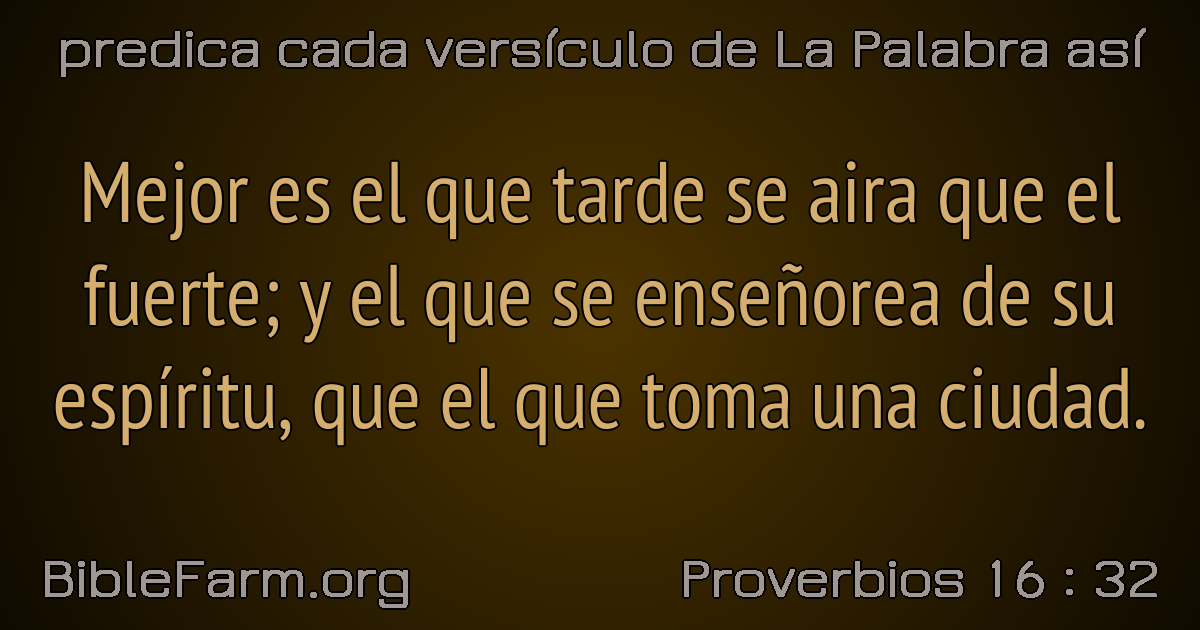 predica cada versículo de La Palabra así
Mejor es el que tarde se aira que el
fuerte; y el que se enseñorea de su
espíritu, que el que toma una ciudad.
BibleFarm.org
Proverbios 16 : 32